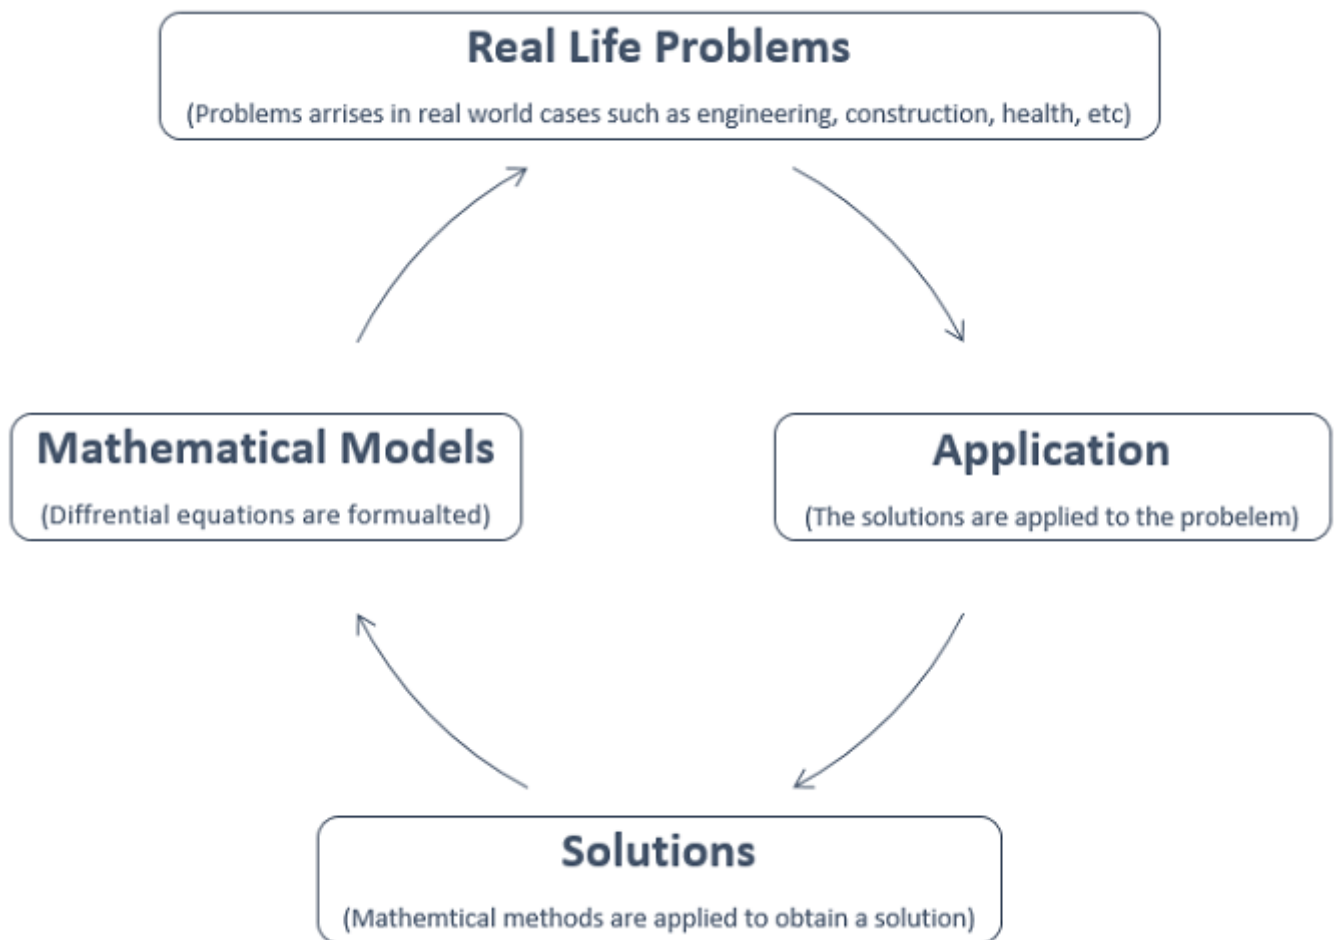 Real Life Problems
(Problems arrises in real world cases such as engineering, construction, health, etc)
Mathematical Models
(Diffrential equations are formualted)
Application
(The solutions are applied to the probelem)
Solutions
(Mathemtical methods are applied to obtain a solution)